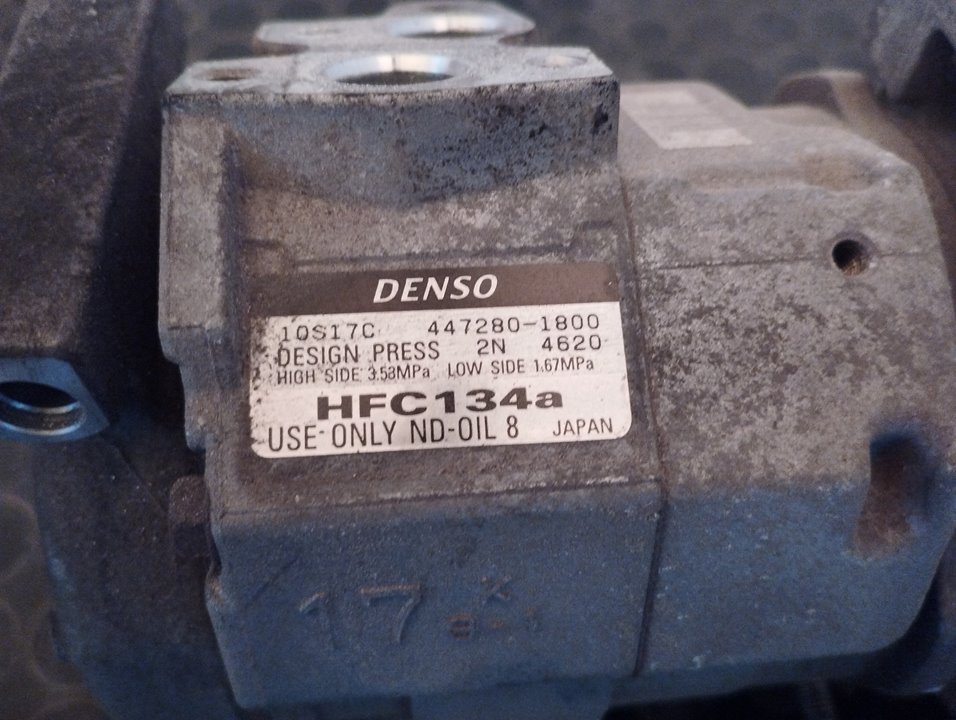 DENSO
10S17C 447280-1800
DESIGN PRESS 2N 4620
HIGH SIDE 3.53MPa LOW SIDE 1.67MPa
HFC134a
USE ONLY ND-OIL 8 JAPAN
17